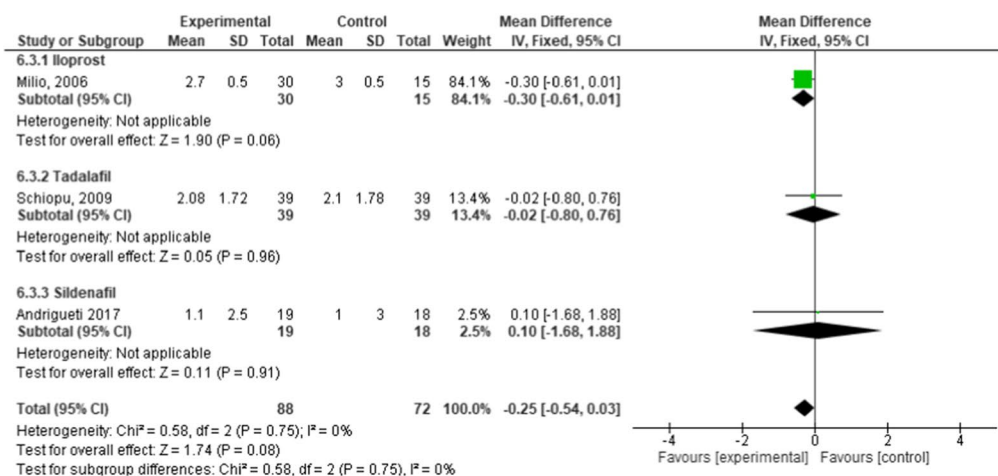 Experimental Control Mean Difference Mean Difference
Study or Subgroup Mean SD Total Mean SD Total Weight IV, Fixed, 95% CI IV, Fixed, 95% CI
6.3.1 Iloprost
Milio, 2006 2.7 0.5 30 3 0.5 15 84.1% -0.30 [-0.61, 0.01]
Subtotal (95% CI) 30 15 84.1% -0.30 [-0.61, 0.01]
Heterogeneity: Not applicable
Test for overall effect: Z = 1.90 (P = 0.06)
6.3.2 Tadalafil
Schiopu, 2009 2.08 1.72 39 2.1 1.78 39 13.4% -0.02 [-0.80, 0.76]
Subtotal (95% CI) 39 39 13.4% -0.02 [-0.80, 0.76]
Heterogeneity: Not applicable
Test for overall effect: Z = 0.05 (P = 0.96)
6.3.3 Sildenafil
Andrigueti 2017 1.1 2.5 19 1 3 18 2.5% 0.10 [-1.68, 1.88]
Subtotal (95% CI) 19 18 2.5% 0.10 [-1.68, 1.88]
Heterogeneity: Not applicable
Test for overall effect: Z = 0.11 (P = 0.91)
Total (95% CI) 88 72 100.0% -0.25 [-0.54, 0.03]
Heterogeneity: Chi² = 0.58, df = 2 (P = 0.75); I² = 0%
Test for overall effect: Z = 1.74 (P = 0.08)
Test for subgroup differences: Chi² = 0.58, df = 2 (P = 0.75), I² = 0%
-4 -2 0 2 4
Favours [experimental] Favours [control]